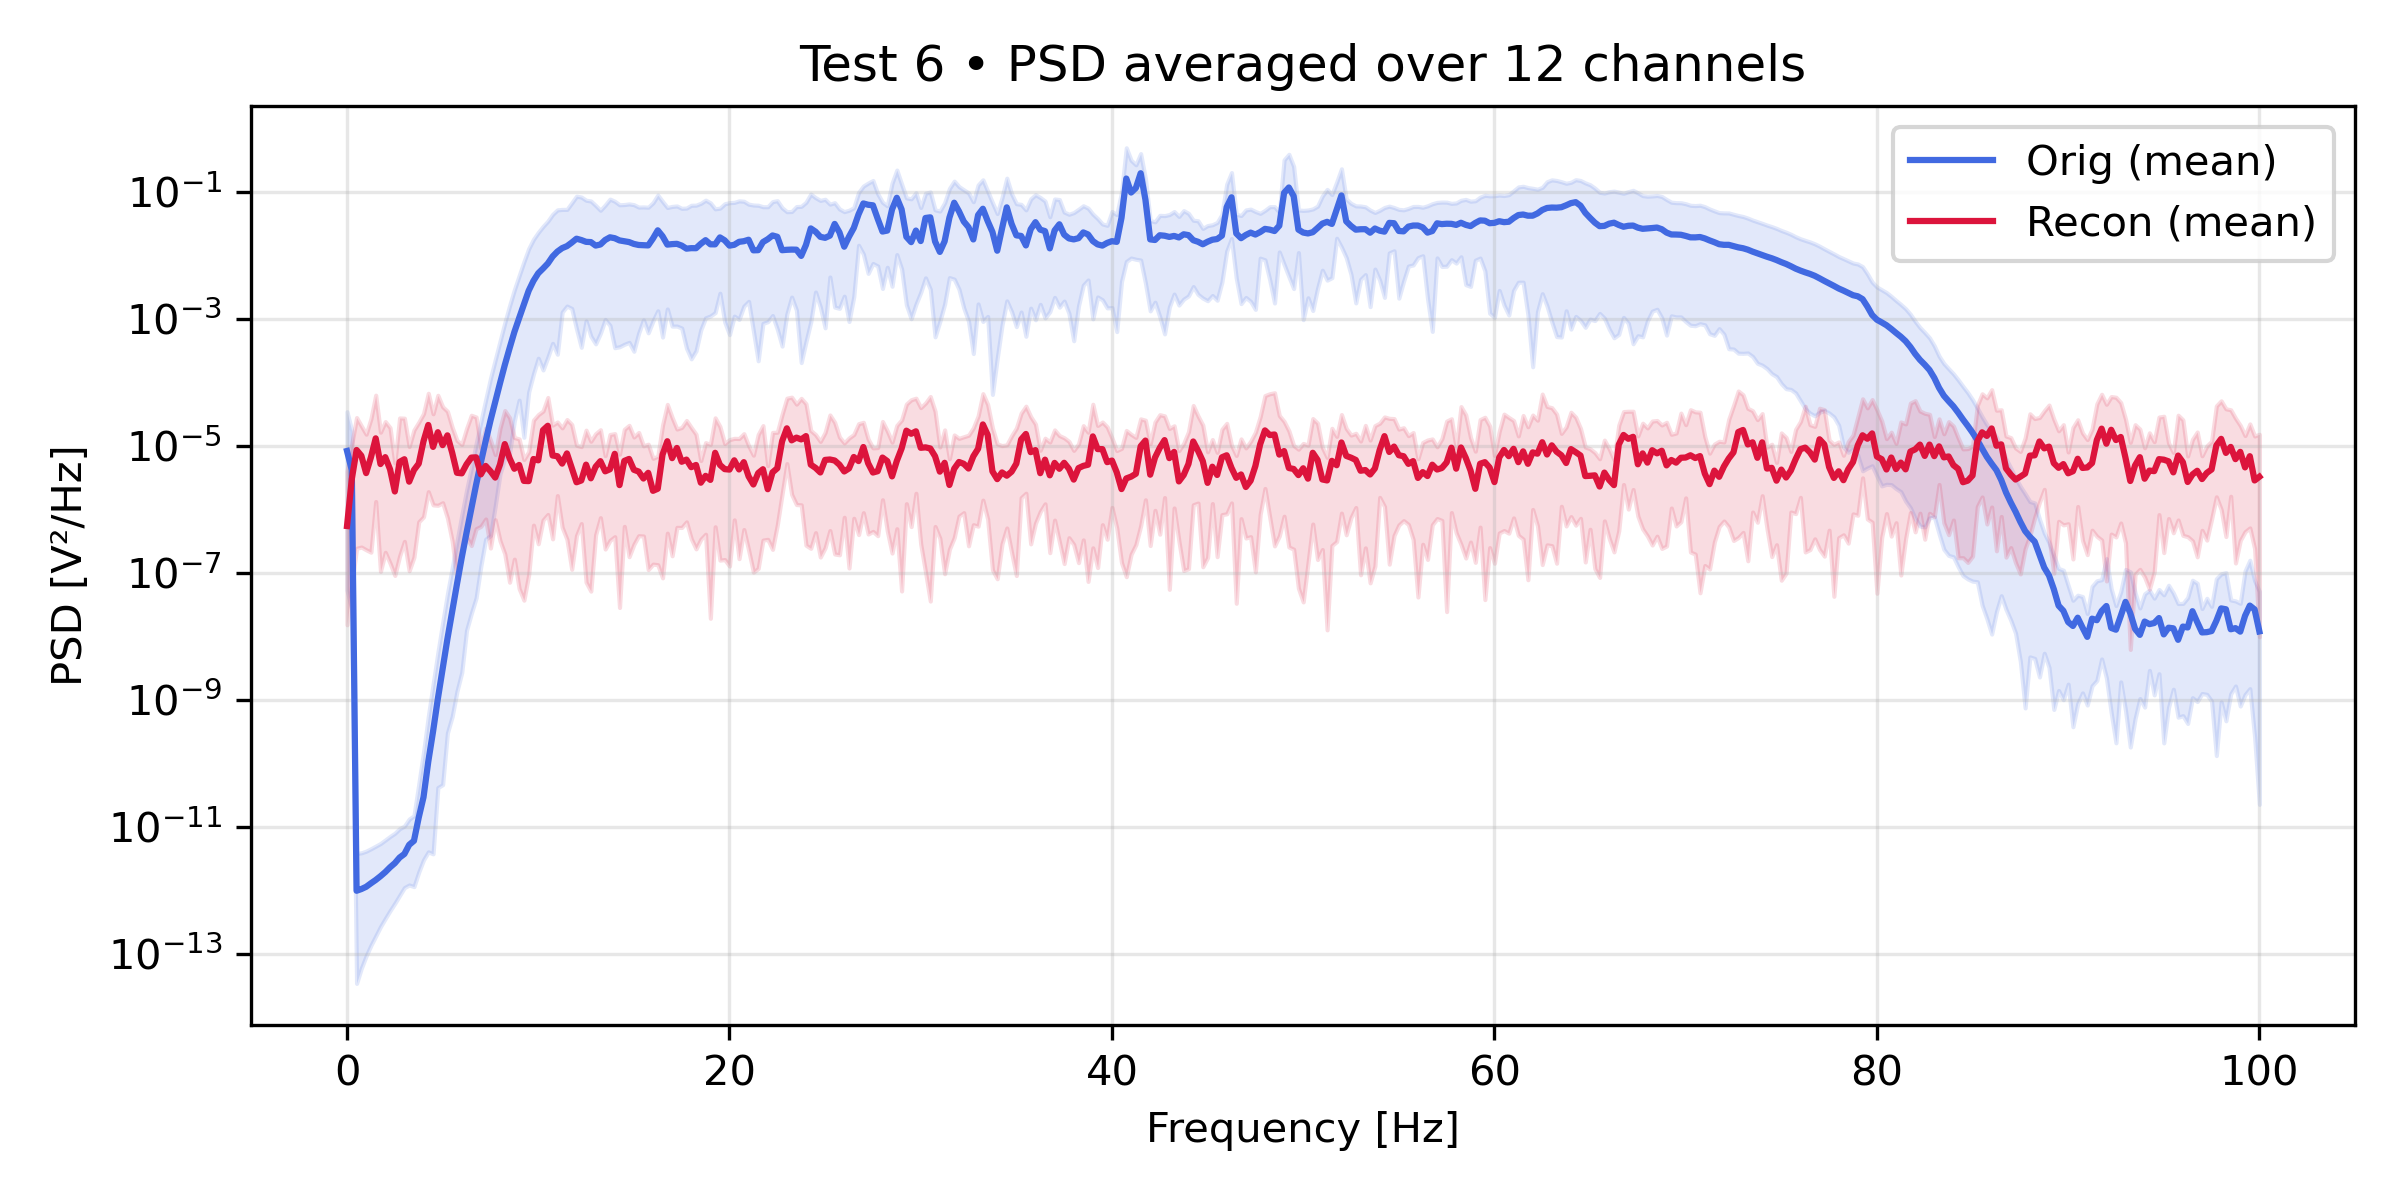 Test 6 • PSD averaged over 12 channels
Orig (mean)
Recon (mean)
PSD [V²/Hz]
10⁻¹
10⁻³
10⁻⁵
10⁻⁷
10⁻⁹
10⁻¹¹
10⁻¹³
0 20 40 60 80 100
Frequency [Hz]